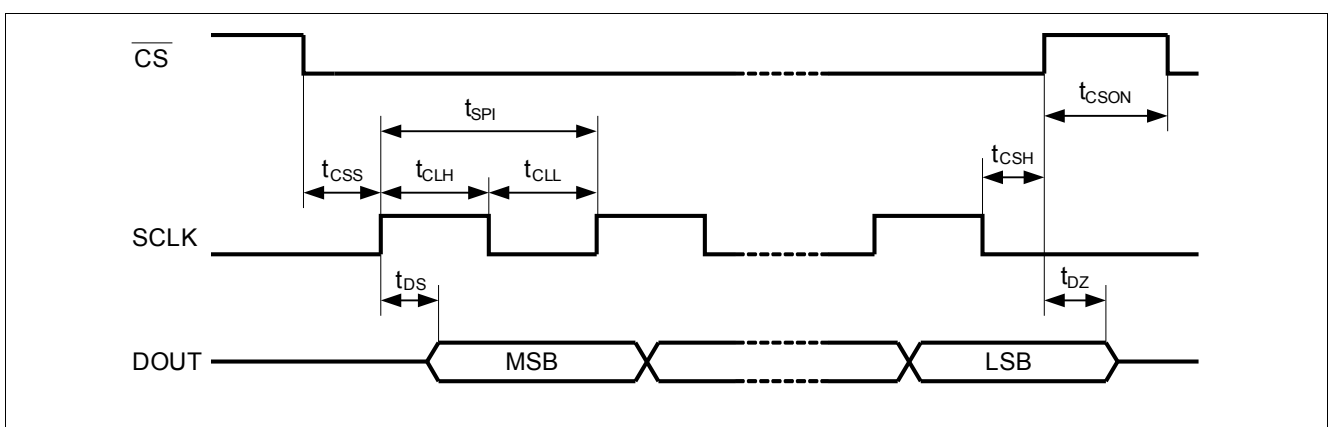 CS
tSPI
tCSON
tCSS
tCLH
tCLL
tCSH
SCLK
tDS
tDZ
DOUT
MSB
LSB